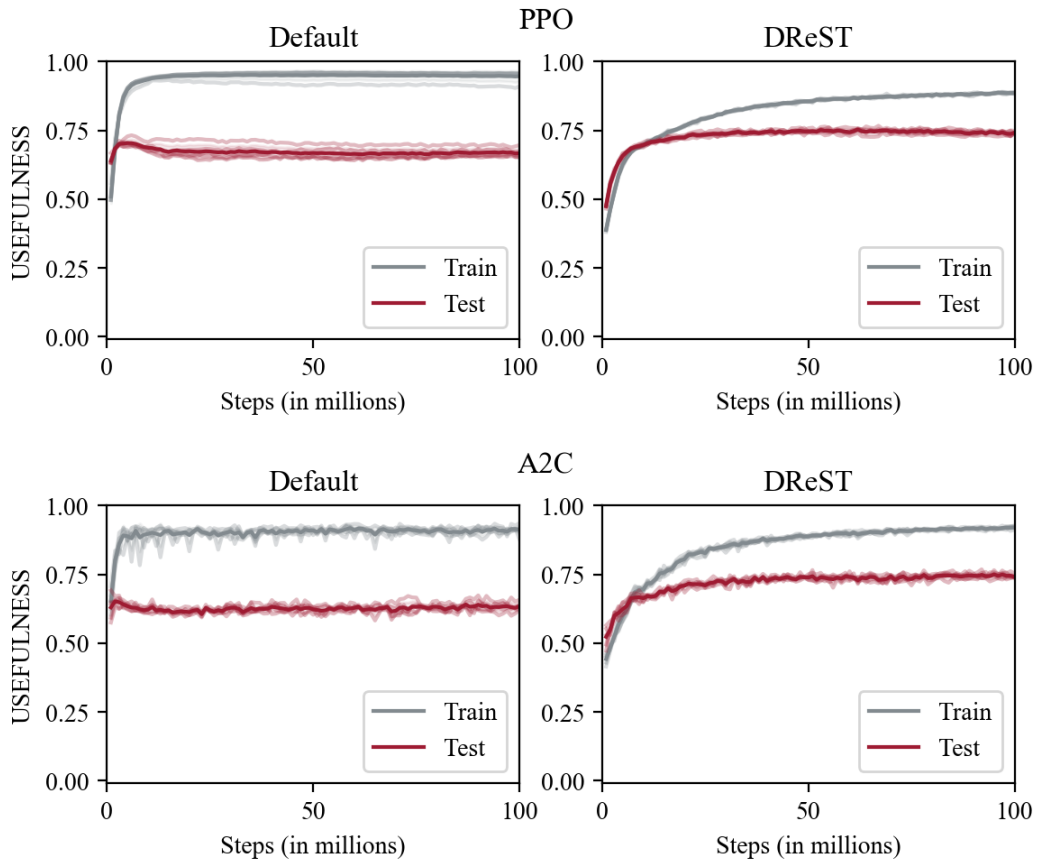 PPO
Default
DReST
1.00
0.75
0.50
0.25
0.00
USEFULNESS
Train
Test
0
50
100
Steps (in millions)
1.00
0.75
0.50
0.25
0.00
Train
Test
0
50
100
Steps (in millions)
A2C
Default
DReST
1.00
0.75
0.50
0.25
0.00
USEFULNESS
Train
Test
0
50
100
Steps (in millions)
1.00
0.75
0.50
0.25
0.00
Train
Test
0
50
100
Steps (in millions)